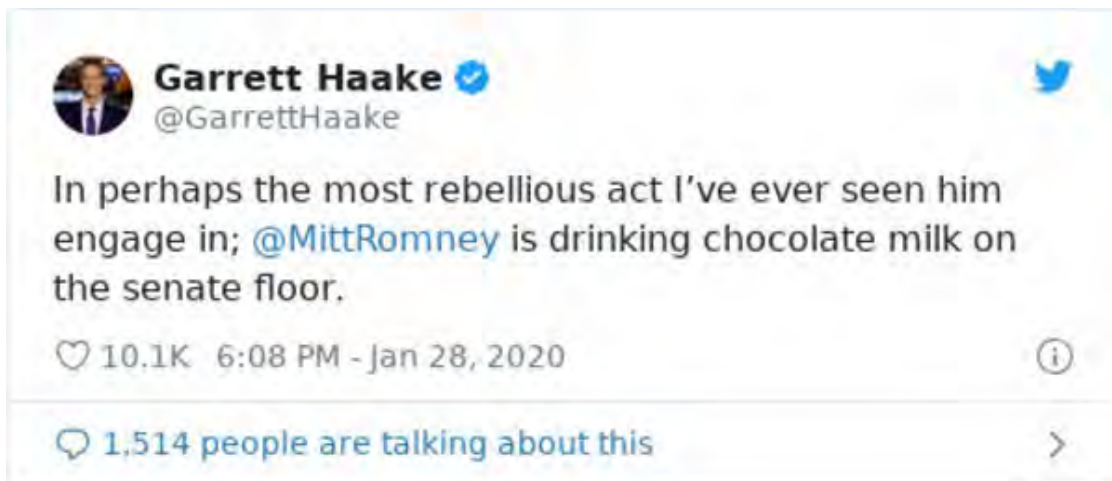 Garrett Haake
@GarrettHaake
In perhaps the most rebellious act I've ever seen him
engage in; @MittRomney is drinking chocolate milk on
the senate floor.
10.1K 6:08 PM - Jan 28, 2020
1,514 people are talking about this